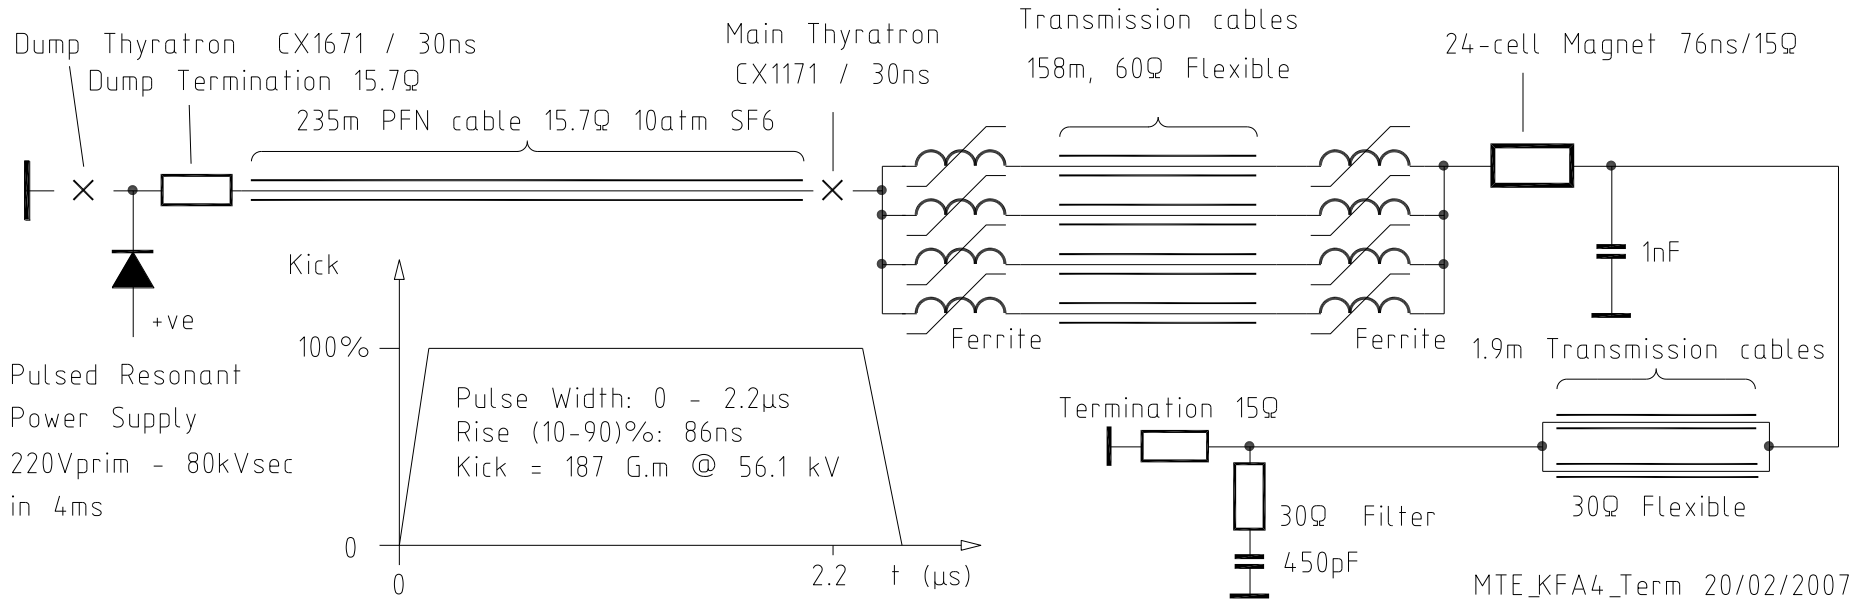 Dump Thyratron CX1671 / 30ns
Dump Termination 15.7Ω
235m PFN cable 15.7Ω 10atm SF6
Main Thyratron
CX1171 / 30ns
Transmission cables
158m, 60Ω Flexible
24-cell Magnet 76ns/15Ω
1nF
+ve
Pulsed Resonant
Power Supply
220Vprim - 80kVsec
in 4ms
Kick
100%
0
Pulse Width: 0 - 2.2µs
Rise (10-90)%: 86ns
Kick = 187 G.m @ 56.1 kV
0
2.2
t (µs)
Ferrite
Ferrite
1.9m Transmission cables
30Ω Flexible
Termination 15Ω
30Ω Filter
450pF
MTE_KFA4_Term 20/02/2007